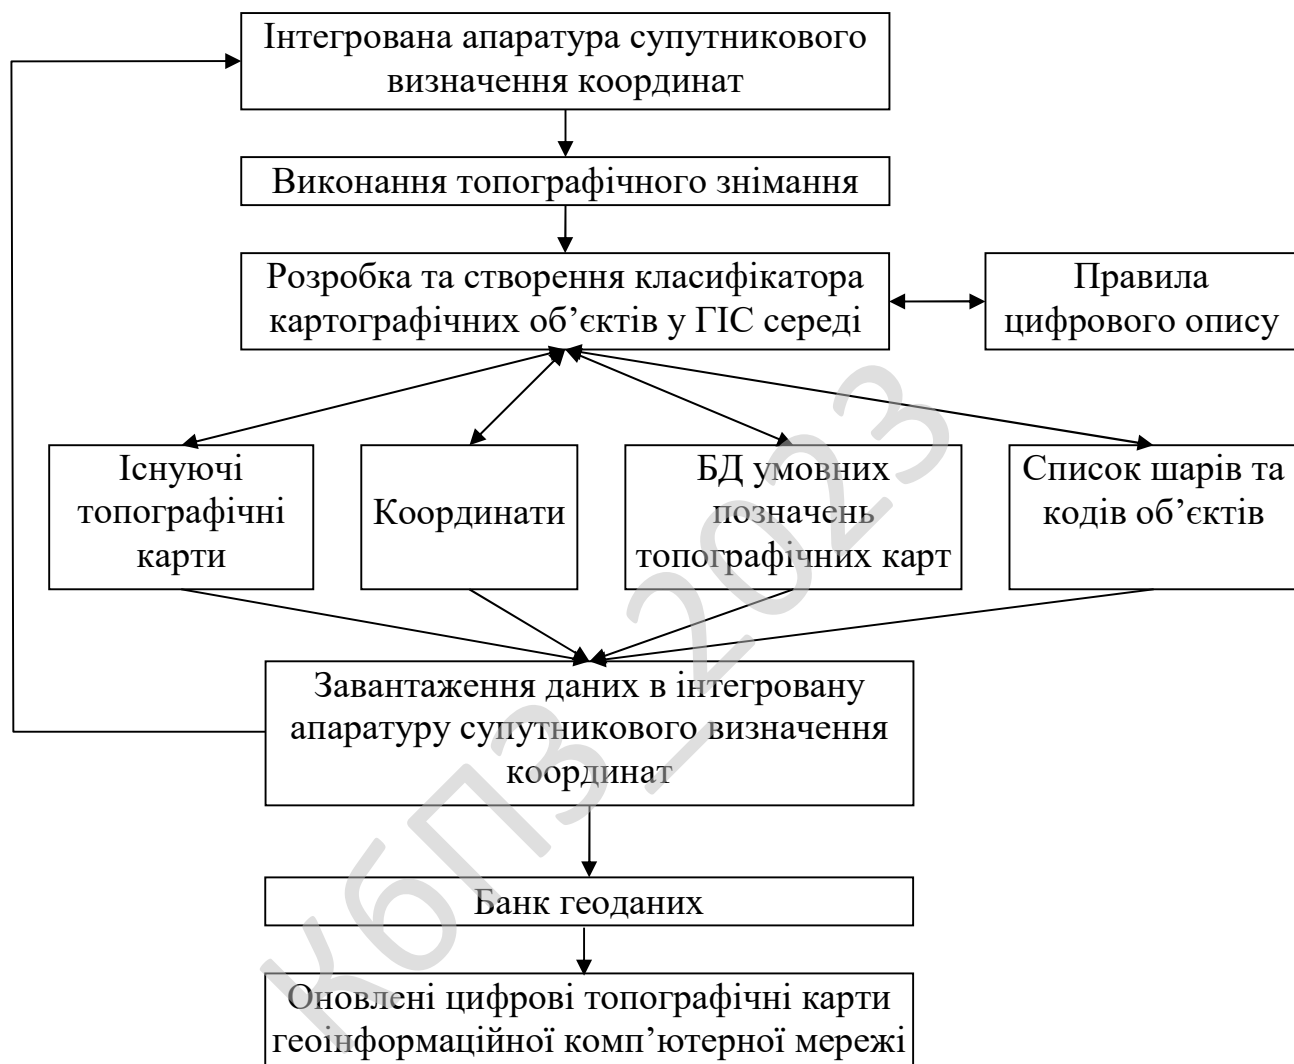 Інтегрована апаратура супутникового
визначення координат
Виконання топографічного знімання
Розробка та створення класифікатора
картографічних об’єктів у ГІС середі
Правила
цифрового опису
Існуючі
топографічні
карти
Координати
БД умовних
позначень
топографічних карт
Список шарів та
кодів об’єктів
Завантаження даних в інтегровану
апаратуру супутникового визначення
координат
Банк геоданих
Оновлені цифрові топографічні карти
геоінформаційної комп’ютерної мережі
КбПЗ_2023